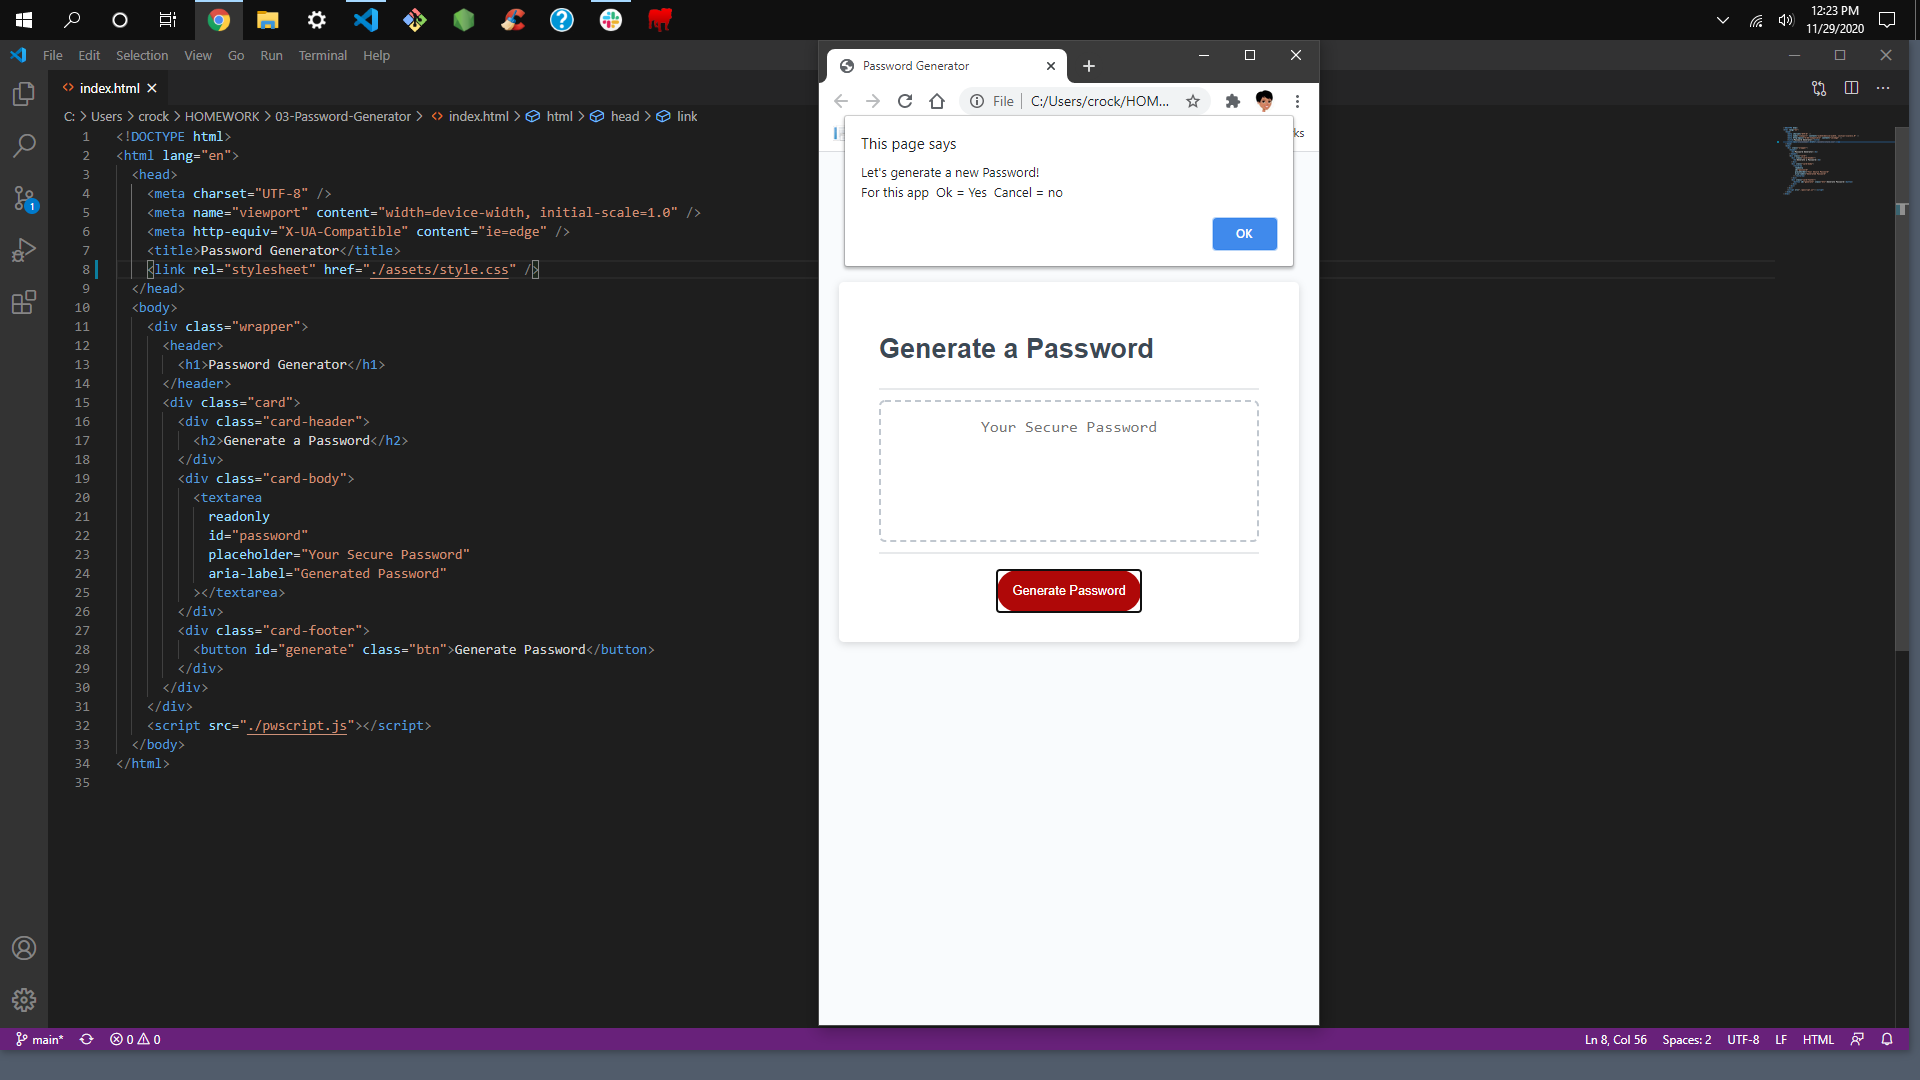 12:23 PM
11/29/2020
File Edit Selection View Go Run Terminal Help
index.html
C: > Users > crock > HOMEWORK > 03-Password-Generator > index.html > html > head > link
1 <!DOCTYPE html>
2 <html lang="en">
3 <head>
4 <meta charset="UTF-8" />
5 <meta name="viewport" content="width=device-width, initial-scale=1.0" />
6 <meta http-equiv="X-UA-Compatible" content="ie=edge" />
7 <title>Password Generator</title>
8 <link rel="stylesheet" href="./assets/style.css" />
9 </head>
10 <body>
11 <div class="wrapper">
12 <header>
13 <h1>Password Generator</h1>
14 </header>
15 <div class="card">
16 <div class="card-header">
17 <h2>Generate a Password</h2>
18 </div>
19 <div class="card-body">
20 <textarea
21 readonly
22 id="password"
23 placeholder="Your Secure Password"
24 aria-label="Generated Password"
25 ></textarea>
26 </div>
27 <div class="card-footer">
28 <button id="generate" class="btn">Generate Password</button>
29 </div>
30 </div>
31 </div>
32 <script src="./pwscript.js"></script>
33 </body>
34 </html>
35
1
Password Generator
File | C:/Users/crock/HOM...
ks
This page says
Let's generate a new Password!
For this app  Ok = Yes  Cancel = no
OK
Generate a Password
Your Secure Password
Generate Password
main* 0 0
Ln 8, Col 56 Spaces: 2 UTF-8 LF HTML